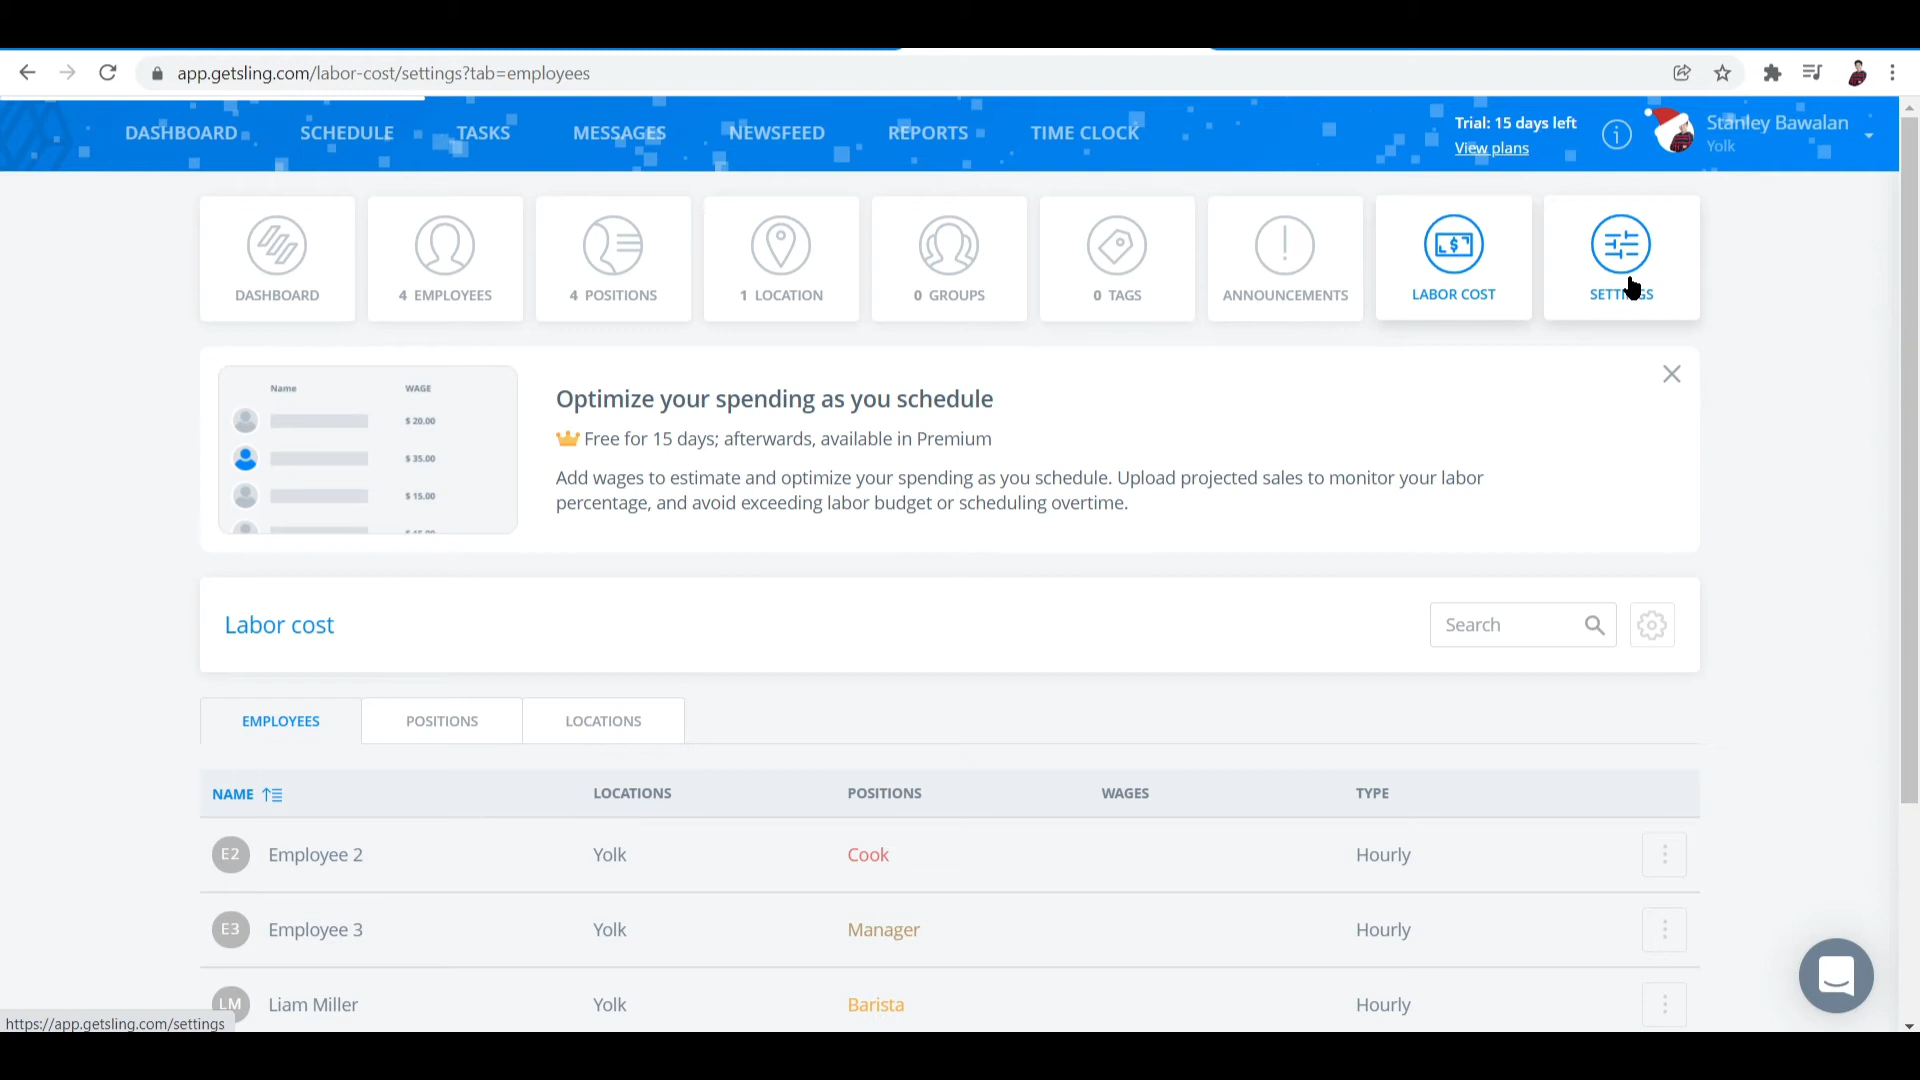 app.getsling.com/labor-cost/settings?tab=employees
DASHBOARD SCHEDULE TASKS MESSAGES NEWSFEED REPORTS TIME CLOCK
Trial: 15 days left
View plans
Stanley Bawalan
Yolk
DASHBOARD
4 EMPLOYEES
4 POSITIONS
1 LOCATION
0 GROUPS
0 TAGS
ANNOUNCEMENTS
LABOR COST
SETTINGS
Name WAGE
$ 20.00
$ 35.00
$ 15.00
Optimize your spending as you schedule
Free for 15 days; afterwards, available in Premium
Add wages to estimate and optimize your spending as you schedule. Upload projected sales to monitor your labor
percentage, and avoid exceeding labor budget or scheduling overtime.
Labor cost
Search
EMPLOYEES POSITIONS LOCATIONS
NAME LOCATIONS POSITIONS WAGES TYPE
E2 Employee 2 Yolk Cook Hourly
E3 Employee 3 Yolk Manager Hourly
LM Liam Miller Yolk Barista Hourly
https://app.getsling.com/settings